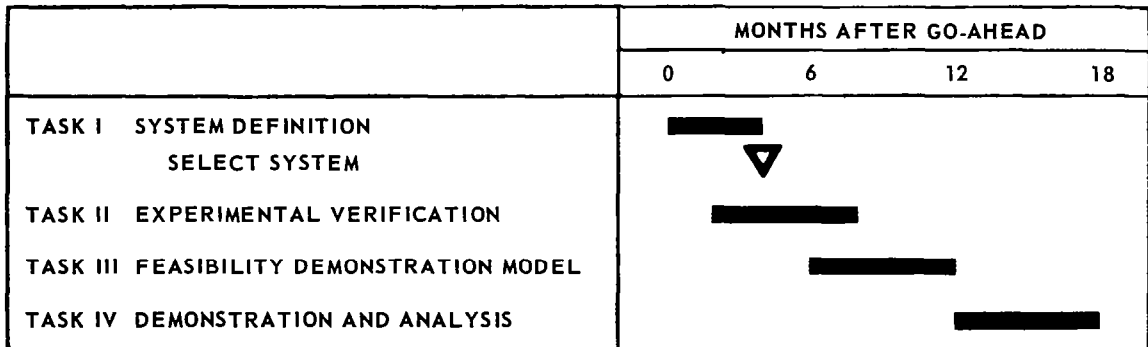 MONTHS AFTER GO-AHEAD
0 6 12 18
TASK I SYSTEM DEFINITION
SELECT SYSTEM
TASK II EXPERIMENTAL VERIFICATION
TASK III FEASIBILITY DEMONSTRATION MODEL
TASK IV DEMONSTRATION AND ANALYSIS